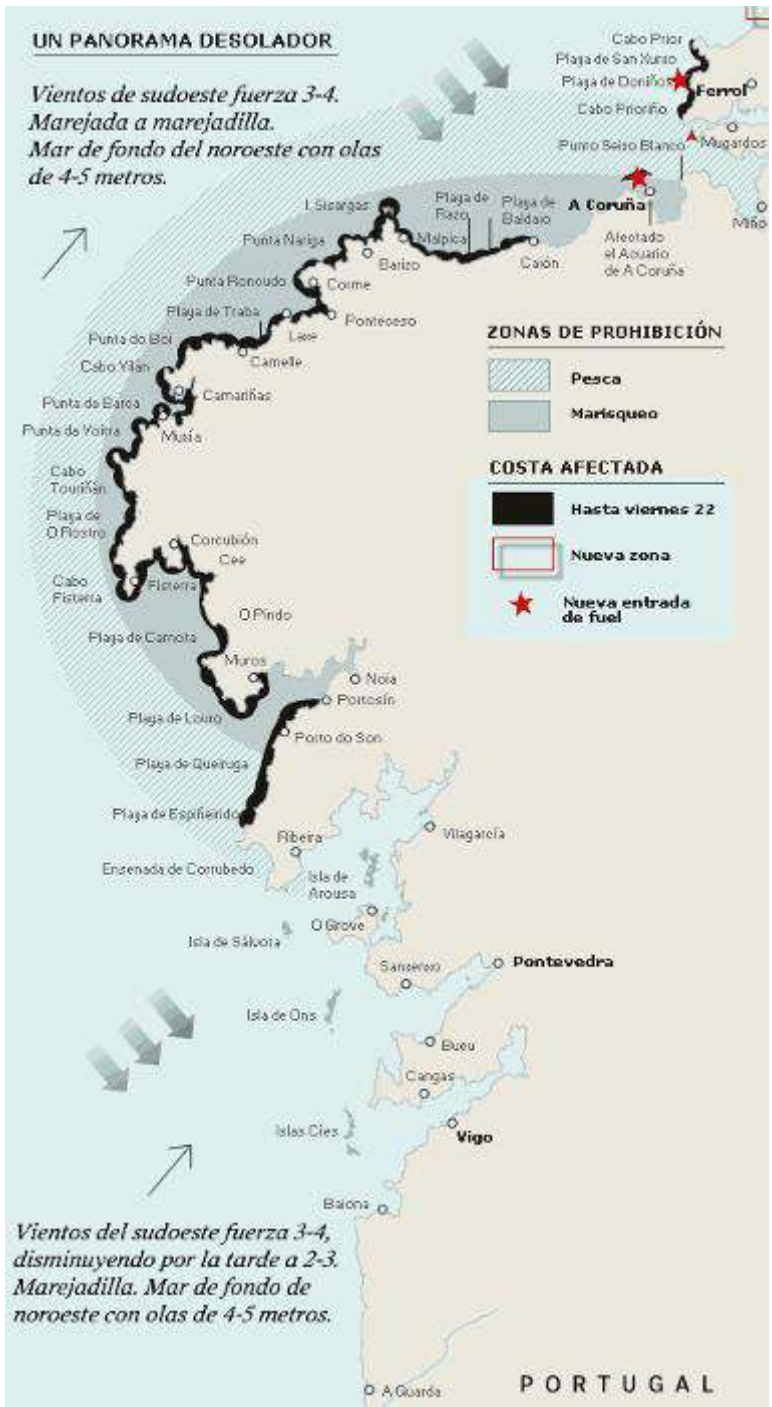 UN PANORAMA DESOLADOR
Vientos de sudoeste fuerza 3-4.
Marejada a marejadilla.
Mar de fondo del noroeste con olas
de 4-5 metros.
Cabo Prior
Playa de San Xurxo
Playa de Doniños
Ferrol
Cabo Prioriño
Mugardos
Punto Seixo Blanco
Miño
A Coruña
Afectado
el Acuario
de A Coruña
I. Sisargas
Playa de
Razo
Playa de
Baldaio
Punta Nariga
Malpica
Caión
Barizo
Punta Roncudo
Corme
Playa de Traba
Ponteceso
Laxe
Punta do Boi
Camelle
Cabo Vilán
Camariñas
Punta da Barca
Muxía
Punta da Voitra
Cabo
Touriñán
Playa de
O Rostro
Corcubión
Cee
Cabo
Fisterra
Fisterra
O Pindo
Playa de Carnota
Muros
Noia
Portosín
Playa de Louro
Porto do Son
Playa de Queiruga
Playa de Espiñeirido
Ribeira
Vilagarcía
Ensenada de Corrubedo
Isla de
Arousa
O Grove
Isla de Sálvora
Sanxenxo
Pontevedra
Isla de Ons
Bueu
Cangas
Islas Cíes
Vigo
Baiona
ZONAS DE PROHIBICIÓN
Pesca
Marisqueo
COSTA AFECTADA
Hasta viernes 22
Nueva zona
Nueva entrada
de fuel
Vientos del sudoeste fuerza 3-4,
disminuyendo por la tarde a 2-3.
Marejadilla. Mar de fondo de
noroeste con olas de 4-5 metros.
PORTUGAL
A Guarda